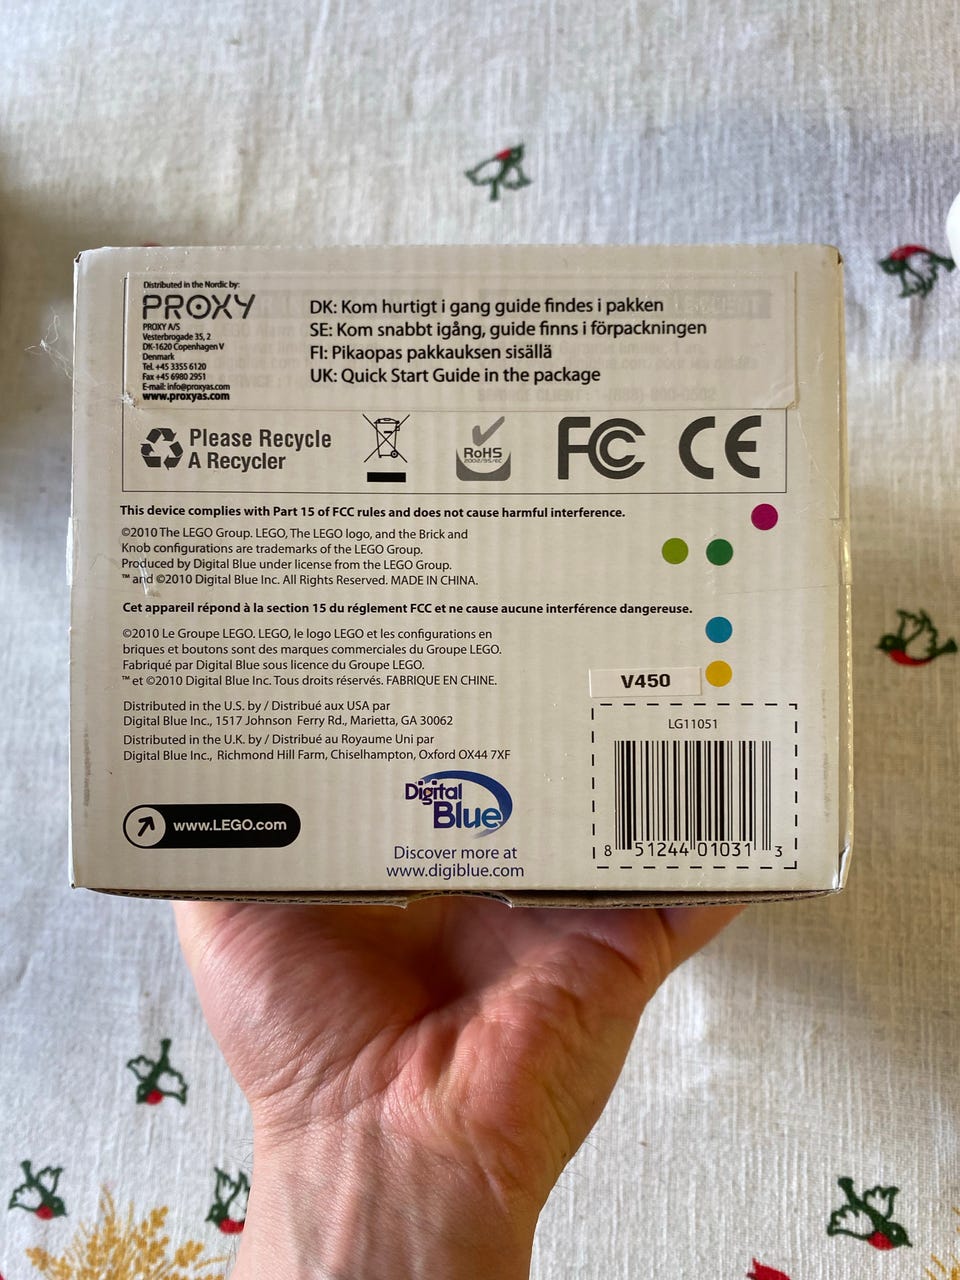 Distributed in the Nordic by:
PROXY
PROXY A/S
Vesterbrogade 35, 2
DK-1620 Copenhagen V
Denmark
Tel. +45 3355 6120
Fax +45 6980 2951
E-mail: info@proxyas.com
www.proxyas.com
DK: Kom hurtigt i gang guide findes i pakken
SE: Kom snabbt igång, guide finns i förpackningen
FI: Pikaopas pakkauksen sisällä
UK: Quick Start Guide in the package
Please Recycle
A Recycler
RoHS
2002/95/EC
FC CE
This device complies with Part 15 of FCC rules and does not cause harmful interference.
©2010 The LEGO Group. LEGO, The LEGO logo, and the Brick and
Knob configurations are trademarks of the LEGO Group.
Produced by Digital Blue under license from the LEGO Group.
™ and ©2010 Digital Blue Inc. All Rights Reserved. MADE IN CHINA.
Cet appareil répond à la section 15 du réglement FCC et ne cause aucune interférence dangereuse.
©2010 Le Groupe LEGO. LEGO, le logo LEGO et les configurations en
briques et boutons sont des marques commerciales du Groupe LEGO.
Fabriqué par Digital Blue sous licence du Groupe LEGO.
™ et ©2010 Digital Blue Inc. Tous droits réservés. FABRIQUE EN CHINE.
Distributed in the U.S. by / Distribué aux USA par
Digital Blue Inc., 1517 Johnson Ferry Rd., Marietta, GA 30062
Distributed in the U.K. by / Distribué au Royaume Uni par
Digital Blue Inc., Richmond Hill Farm, Chiselhampton, Oxford OX44 7XF
www.LEGO.com
Digital
Blue
Discover more at
www.digiblue.com
V450
LG11051
8 51244 01031 3